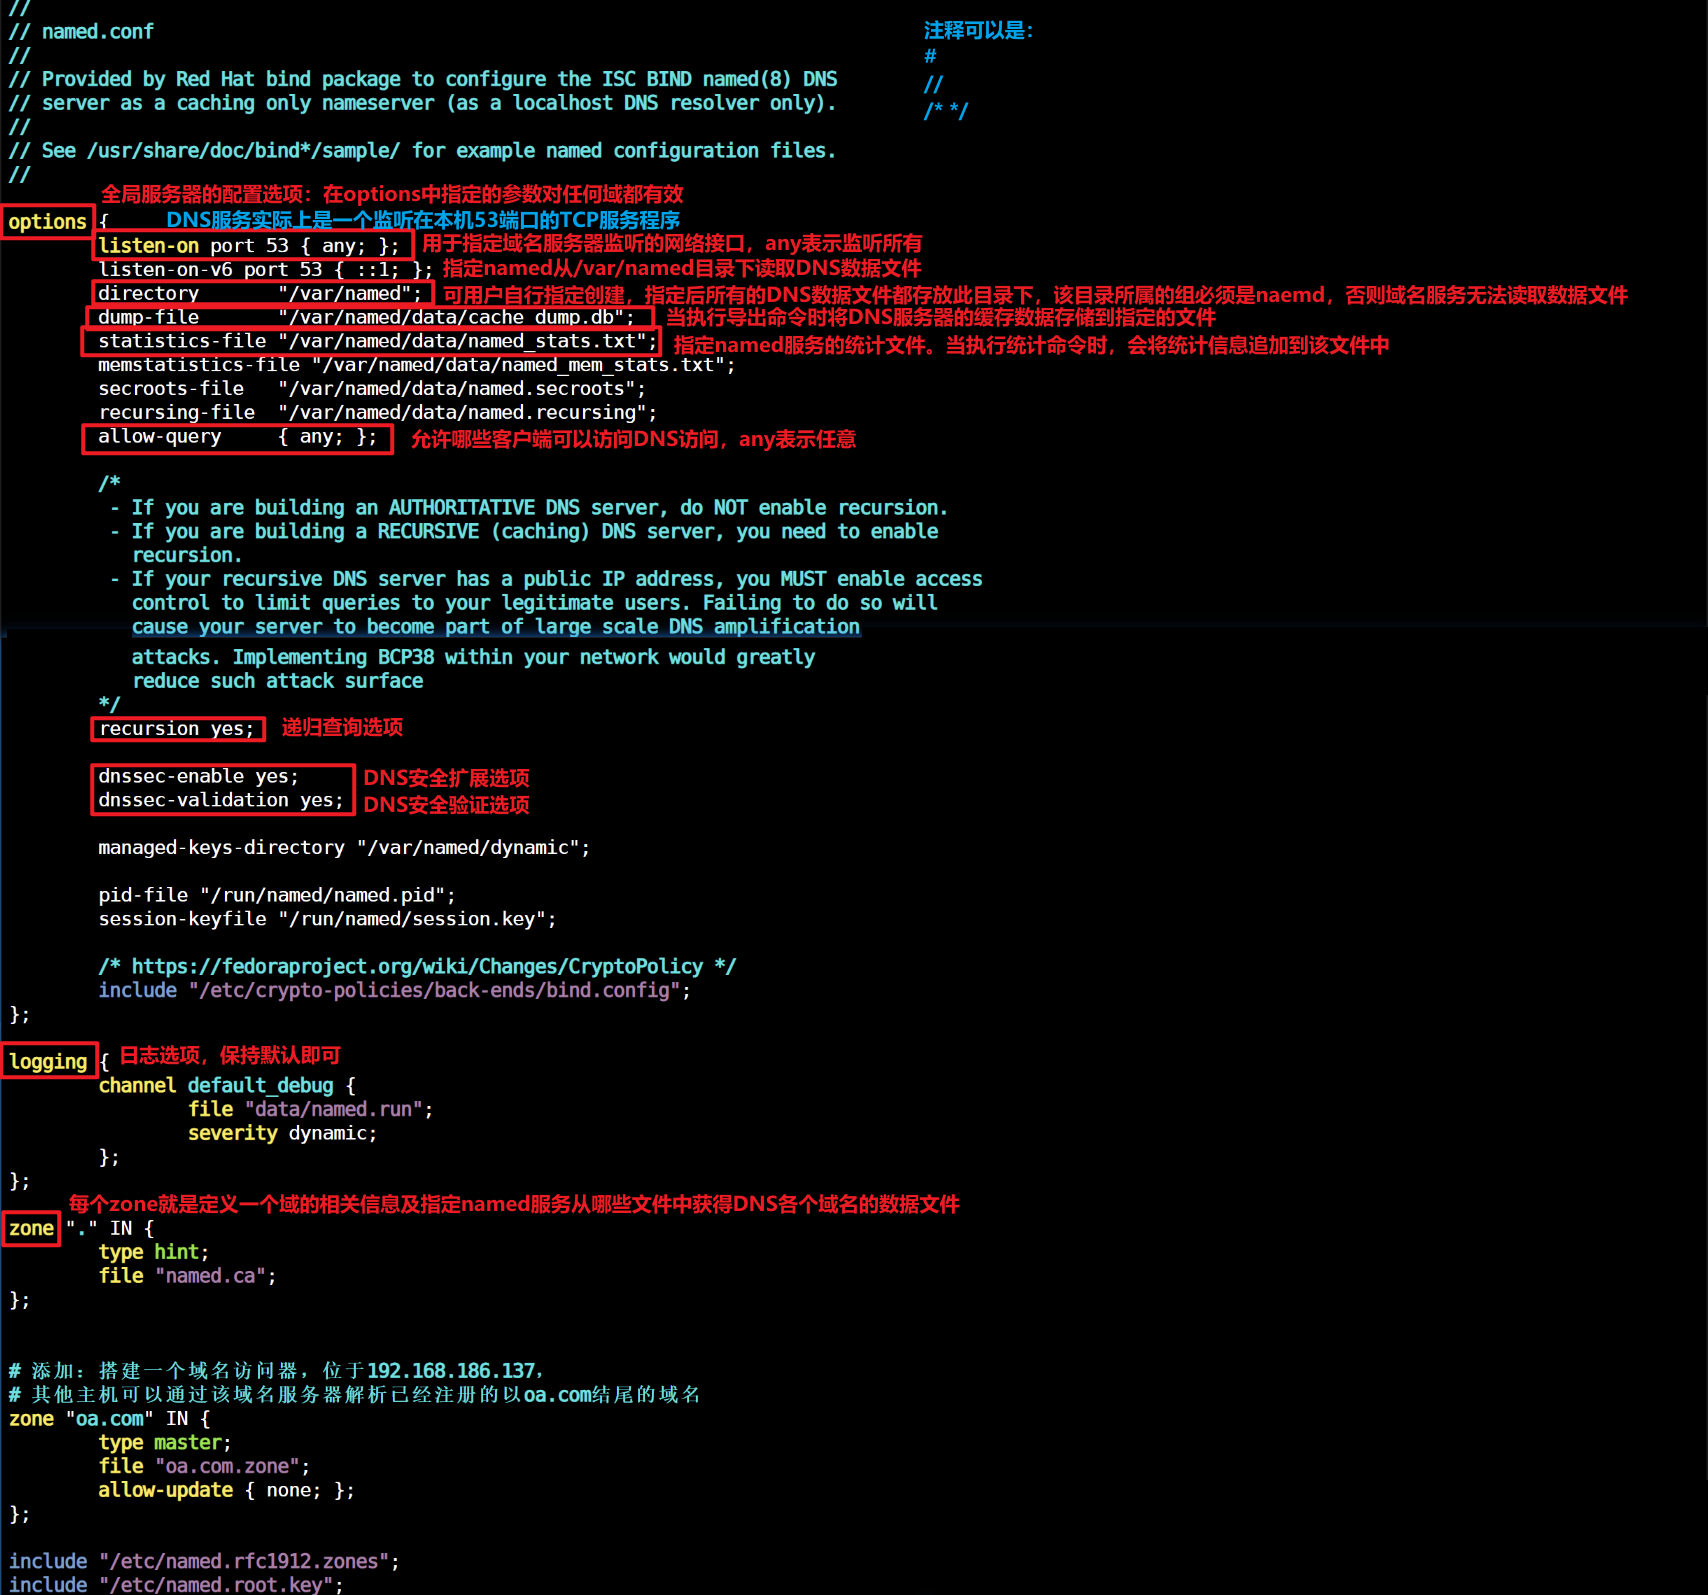 //
// named.conf
注释可以是：
//
#
// Provided by Red Hat bind package to configure the ISC BIND named(8) DNS
//
// server as a caching only nameserver (as a localhost DNS resolver only).
/* */
//
// See /usr/share/doc/bind*/sample/ for example named configuration files.
//
全局服务器的配置选项：在options中指定的参数对任何域都有效
options {
DNS服务实际上是一个监听在本机53端口的TCP服务程序
listen-on port 53 { any; };
用于指定域名服务器监听的网络接口，any表示监听所有
listen-on-v6 port 53 { ::1; };
指定named从/var/named目录下读取DNS数据文件
directory       "/var/named";
可用户自行指定创建，指定后所有的DNS数据文件都存放此目录下，该目录所属的组必须是naemd，否则域名服务无法读取数据文件
dump-file       "/var/named/data/cache_dump.db";
当执行导出命令时将DNS服务器的缓存数据存储到指定的文件
statistics-file "/var/named/data/named_stats.txt";
指定named服务的统计文件。当执行统计命令时，会将统计信息追加到该文件中
memstatistics-file "/var/named/data/named_mem_stats.txt";
secroots-file   "/var/named/data/named.secroots";
recursing-file  "/var/named/data/named.recursing";
allow-query     { any; };
允许哪些客户端可以访问DNS访问，any表示任意
/*
- If you are building an AUTHORITATIVE DNS server, do NOT enable recursion.
- If you are building a RECURSIVE (caching) DNS server, you need to enable
recursion.
- If your recursive DNS server has a public IP address, you MUST enable access
control to limit queries to your legitimate users. Failing to do so will
cause your server to become part of large scale DNS amplification
attacks. Implementing BCP38 within your network would greatly
reduce such attack surface
*/
recursion yes;
递归查询选项
dnssec-enable yes;
DNS安全扩展选项
dnssec-validation yes;
DNS安全验证选项
managed-keys-directory "/var/named/dynamic";
pid-file "/run/named/named.pid";
session-keyfile "/run/named/session.key";
/* https://fedoraproject.org/wiki/Changes/CryptoPolicy */
include "/etc/crypto-policies/back-ends/bind.config";
};
logging {
日志选项，保持默认即可
channel default_debug {
file "data/named.run";
severity dynamic;
};
};
每个zone就是定义一个域的相关信息及指定named服务从哪些文件中获得DNS各个域名的数据文件
zone "." IN {
type hint;
file "named.ca";
};
# 添加：搭建一个域名访问器，位于192.168.186.137，
# 其他主机可以通过该域名服务器解析已经注册的以oa.com结尾的域名
zone "oa.com" IN {
type master;
file "oa.com.zone";
allow-update { none; };
};
include "/etc/named.rfc1912.zones";
include "/etc/named.root.key";